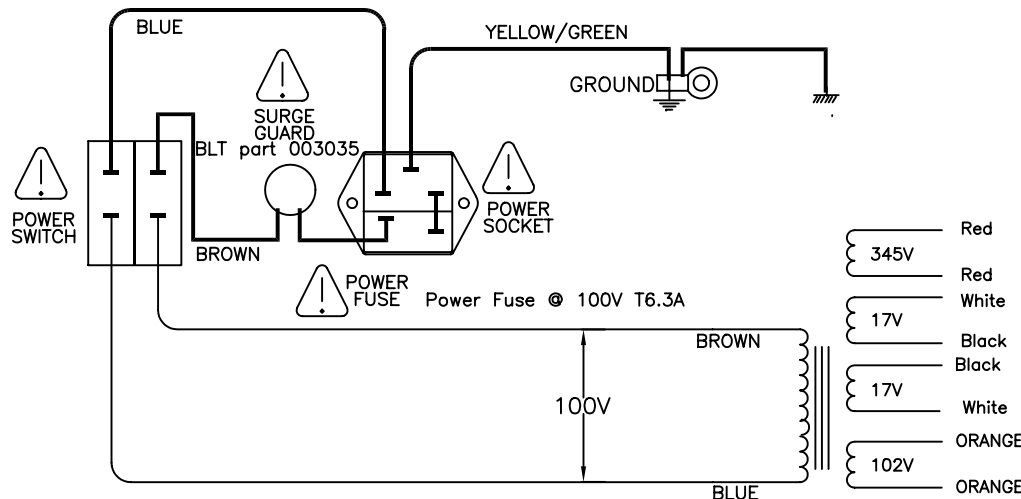 BLUE
YELLOW/GREEN
GROUND
SURGE
GUARD
BLT part 003035
POWER
SWITCH
POWER
SOCKET
BROWN
POWER
FUSE
Power Fuse @ 100V T6.3A
BROWN
100V
BLUE
Red
345V
Red
White
17V
Black
Black
17V
White
ORANGE
102V
ORANGE